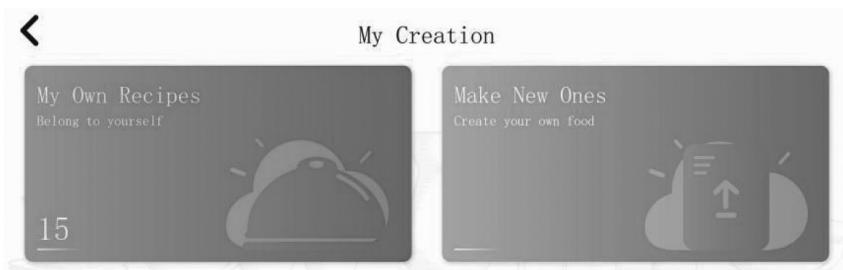 My Creation
My Own Recipes
Belong to yourself
15
Make New Ones
Create your own food